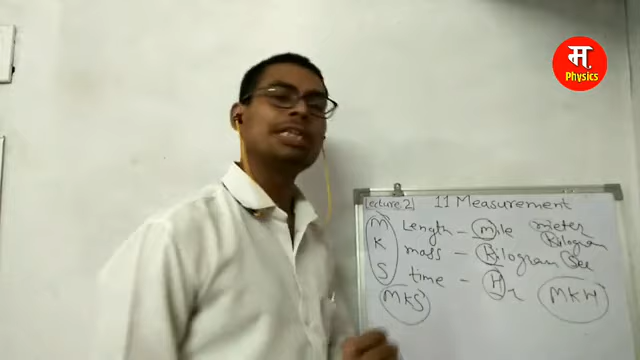 म.
Physics
Lecture 2 11 Measurement
M Length - mile meter
K mass - Kilogram Kilogram
S time - Hr Sec
MKS MKH